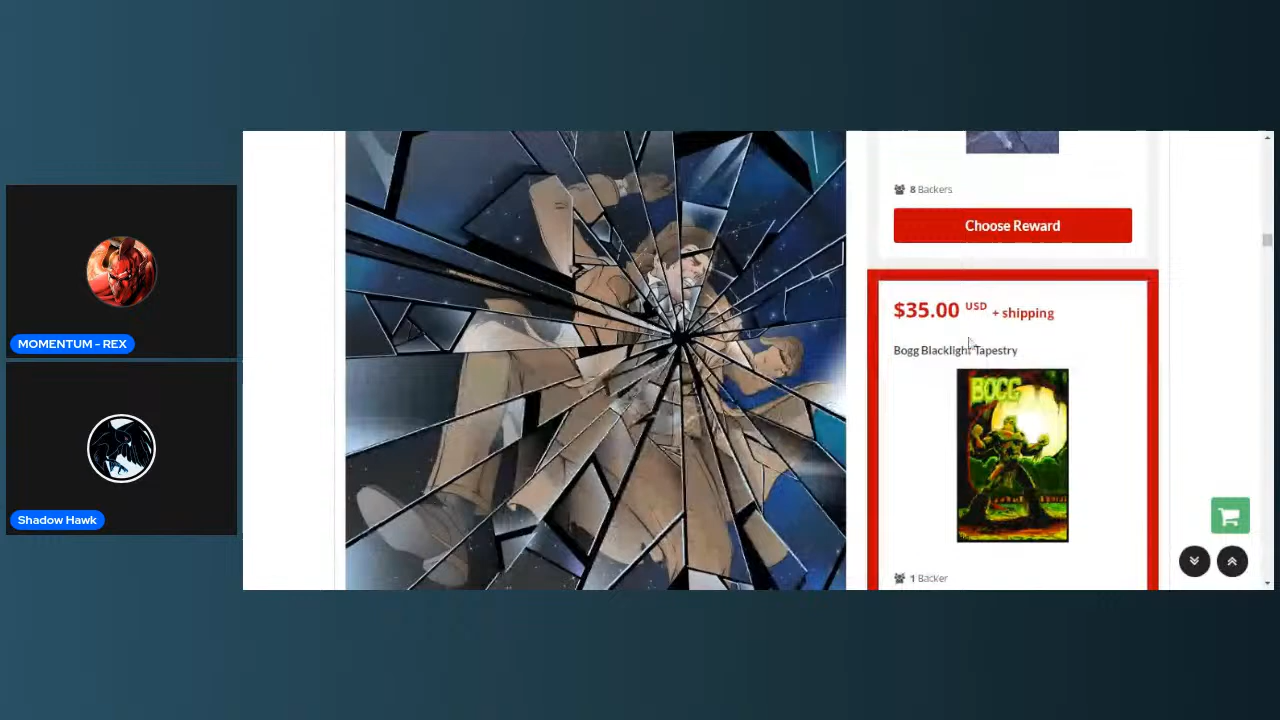 MOMENTUM - REX
Shadow Hawk
8 Backers
Choose Reward
$35.00 USD + shipping
Bogg Blacklight Tapestry
BOGG
1 Backer